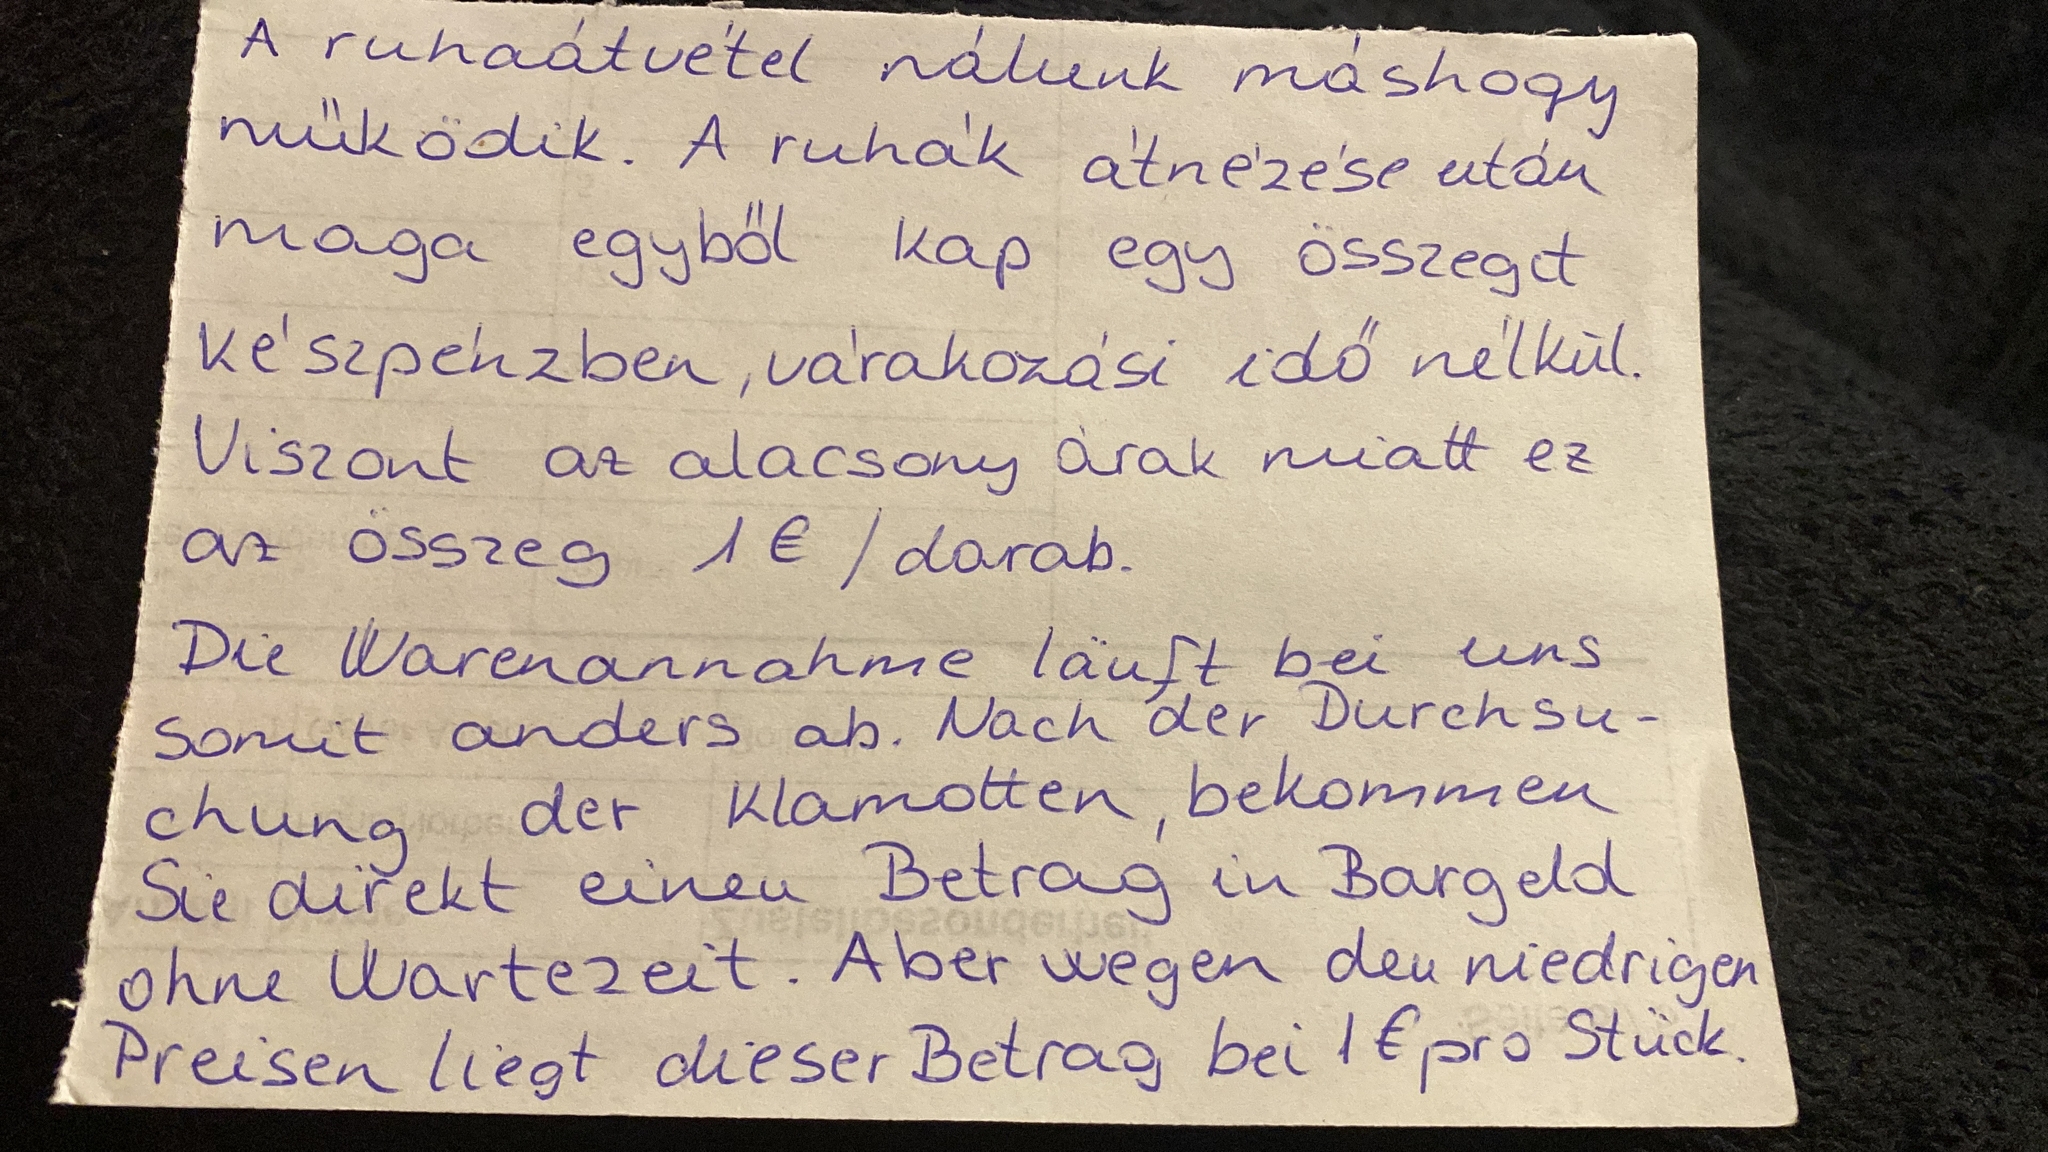 A ruhaátvétel nálunk máshogy
működik. A ruhák átnézése után
maga egyből kap egy összeget
készpénzben, várakozási idő nélkül.
Viszont az alacsony árak miatt ez
az összeg 1 € / darab.
Die Warenannahme läuft bei uns
somit anders ab. Nach der Durchsu-
chung der Klamotten, bekommen
Sie direkt einen Betrag in Bargeld
ohne Wartezeit. Aber wegen den niedrigen
Preisen liegt dieser Betrag bei 1 € pro Stück.